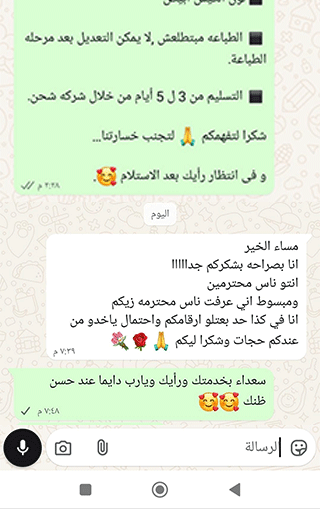 ◼ الطباعه مبتطلعش ,لا يمكن التعديل بعد مرحله
الطباعة.
◼ التسليم من 3 ل 5 أيام من خلال شركه شحن.
شكرا لتفهمكم 🙏 لتجنب خسارتنا...
و فى انتظار رأيك بعد الاستلام 🥰.
٢:٢٨ م
اليوم
مساء الخير
انا بصراحه بشكركم جداااااا
انتو ناس محترمين
ومبسوط اني عرفت ناس محترمه زيكم
انا في كذا حد بعتلو ارقامكم واحتمال ياخدو من
عندكم حجات وشكرا ليكم 🙏 🌹 💐
٧:٣٩ م
سعداء بخدمتك ورأيك ويارب دايما عند حسن
ظنك 🥰🥰
٧:٤٨ م
الرسالة